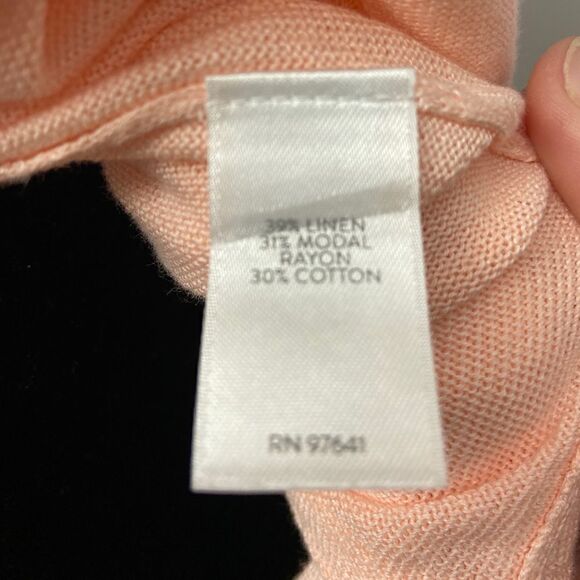 39% LINEN
31% MODAL
RAYON
30% COTTON
RN 97641